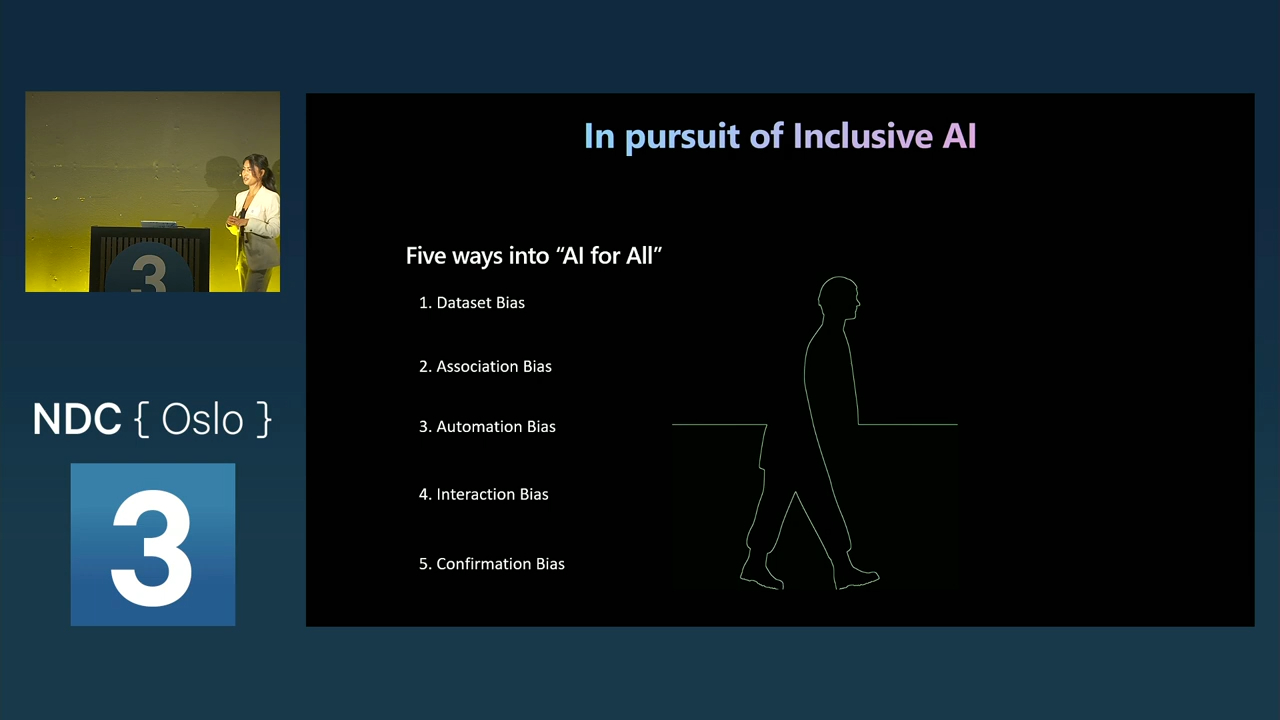 In pursuit of Inclusive AI
Five ways into “AI for All”
1. Dataset Bias
2. Association Bias
3. Automation Bias
4. Interaction Bias
5. Confirmation Bias
3
NDC { Oslo }
3